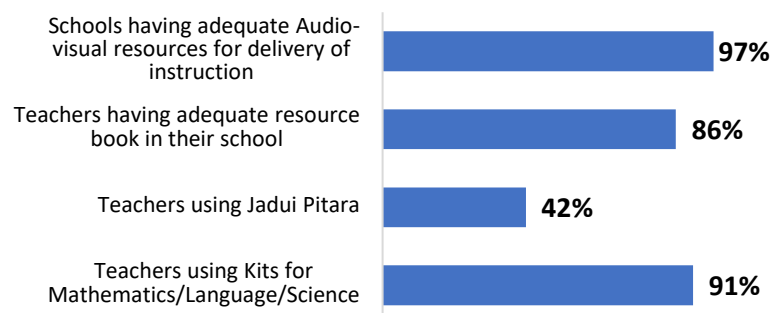 Schools having adequate Audio-
visual resources for delivery of
instruction
97%
Teachers having adequate resource
book in their school
86%
Teachers using Jadui Pitara
42%
Teachers using Kits for
Mathematics/Language/Science
91%